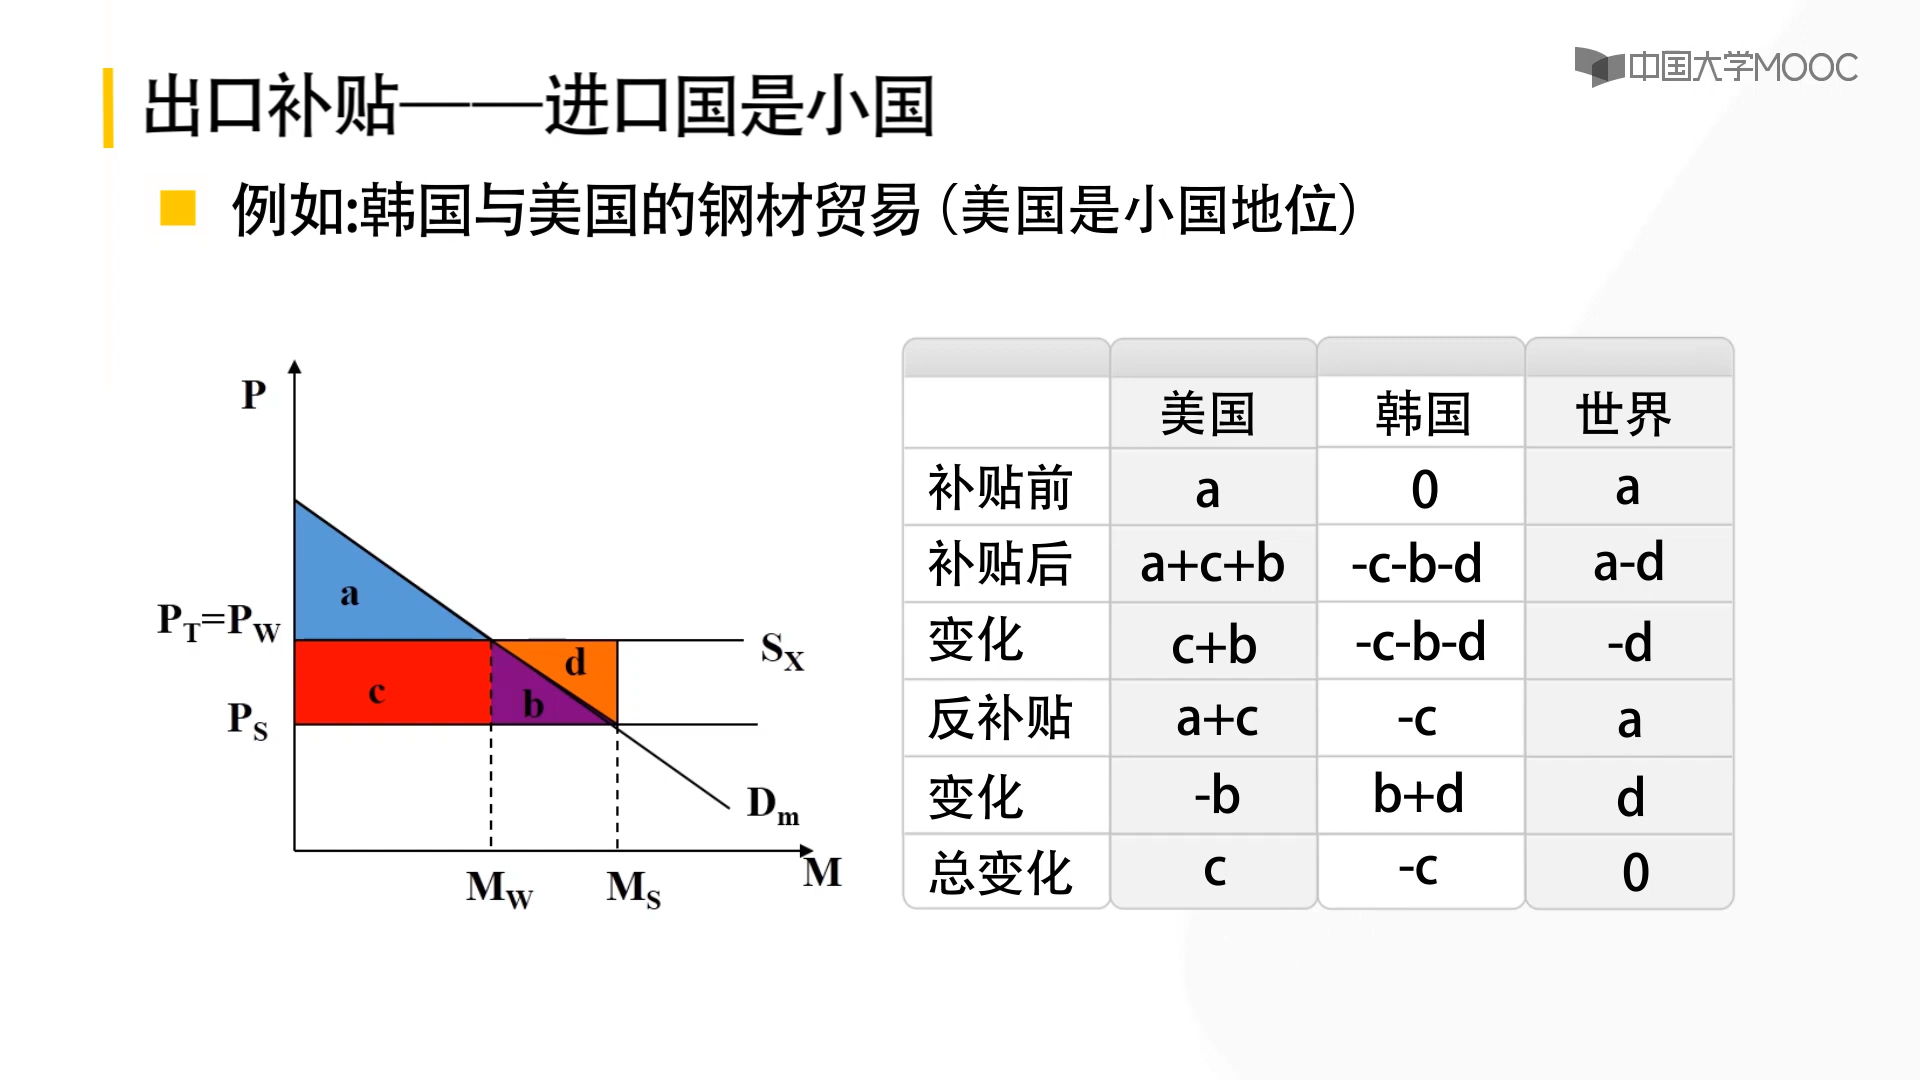 中国大学MOOC
出口补贴——进口国是小国
例如:韩国与美国的钢材贸易(美国是小国地位)
P
a
P_T=P_W
S_X
d
c
b
P_S
D_m
M
M_W M_S
美国 韩国 世界
补贴前 a 0 a
补贴后 a+c+b -c-b-d a-d
变化 c+b -c-b-d -d
反补贴 a+c -c a
变化 -b b+d d
总变化 c -c 0